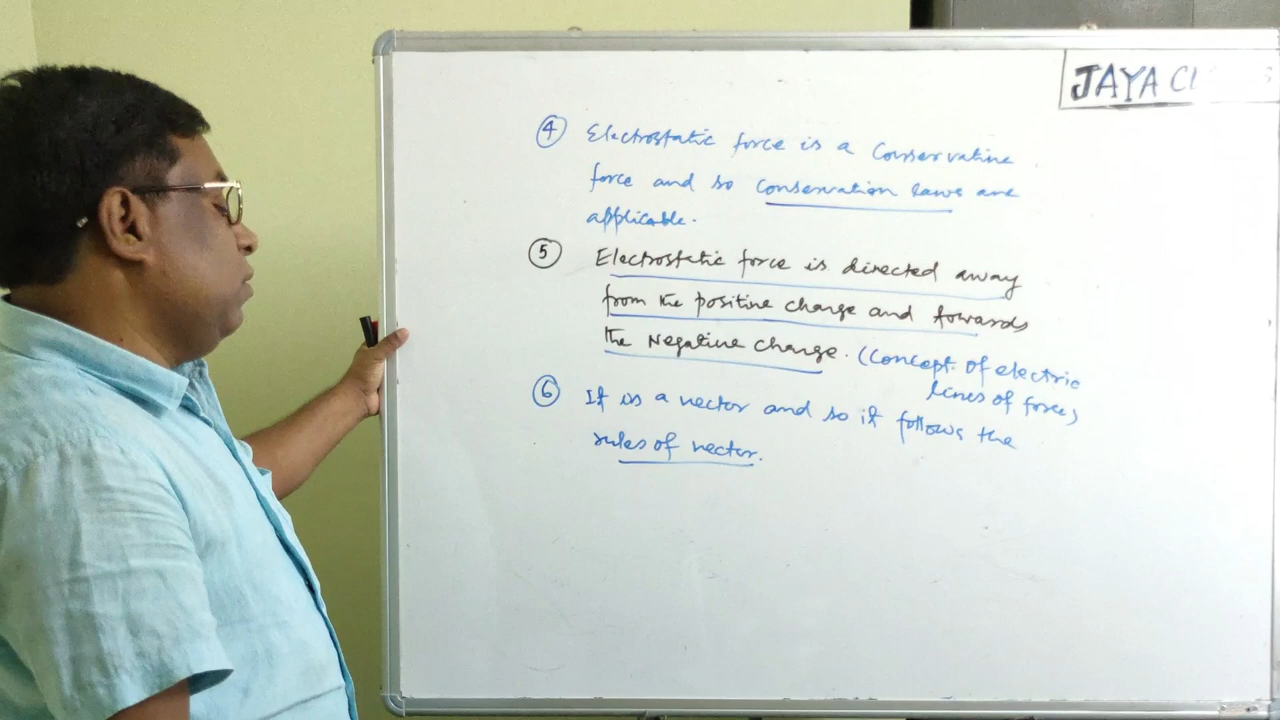 JAYA CL S
④ Electrostatic force is a conservative
force and so conservation laws are
applicable.
⑤ Electrostatic force is directed away
from the positive charge and towards
the Negative charge. (Concept of electric
lines of force)
⑥ It is a vector and so it follows the
rules of vector.